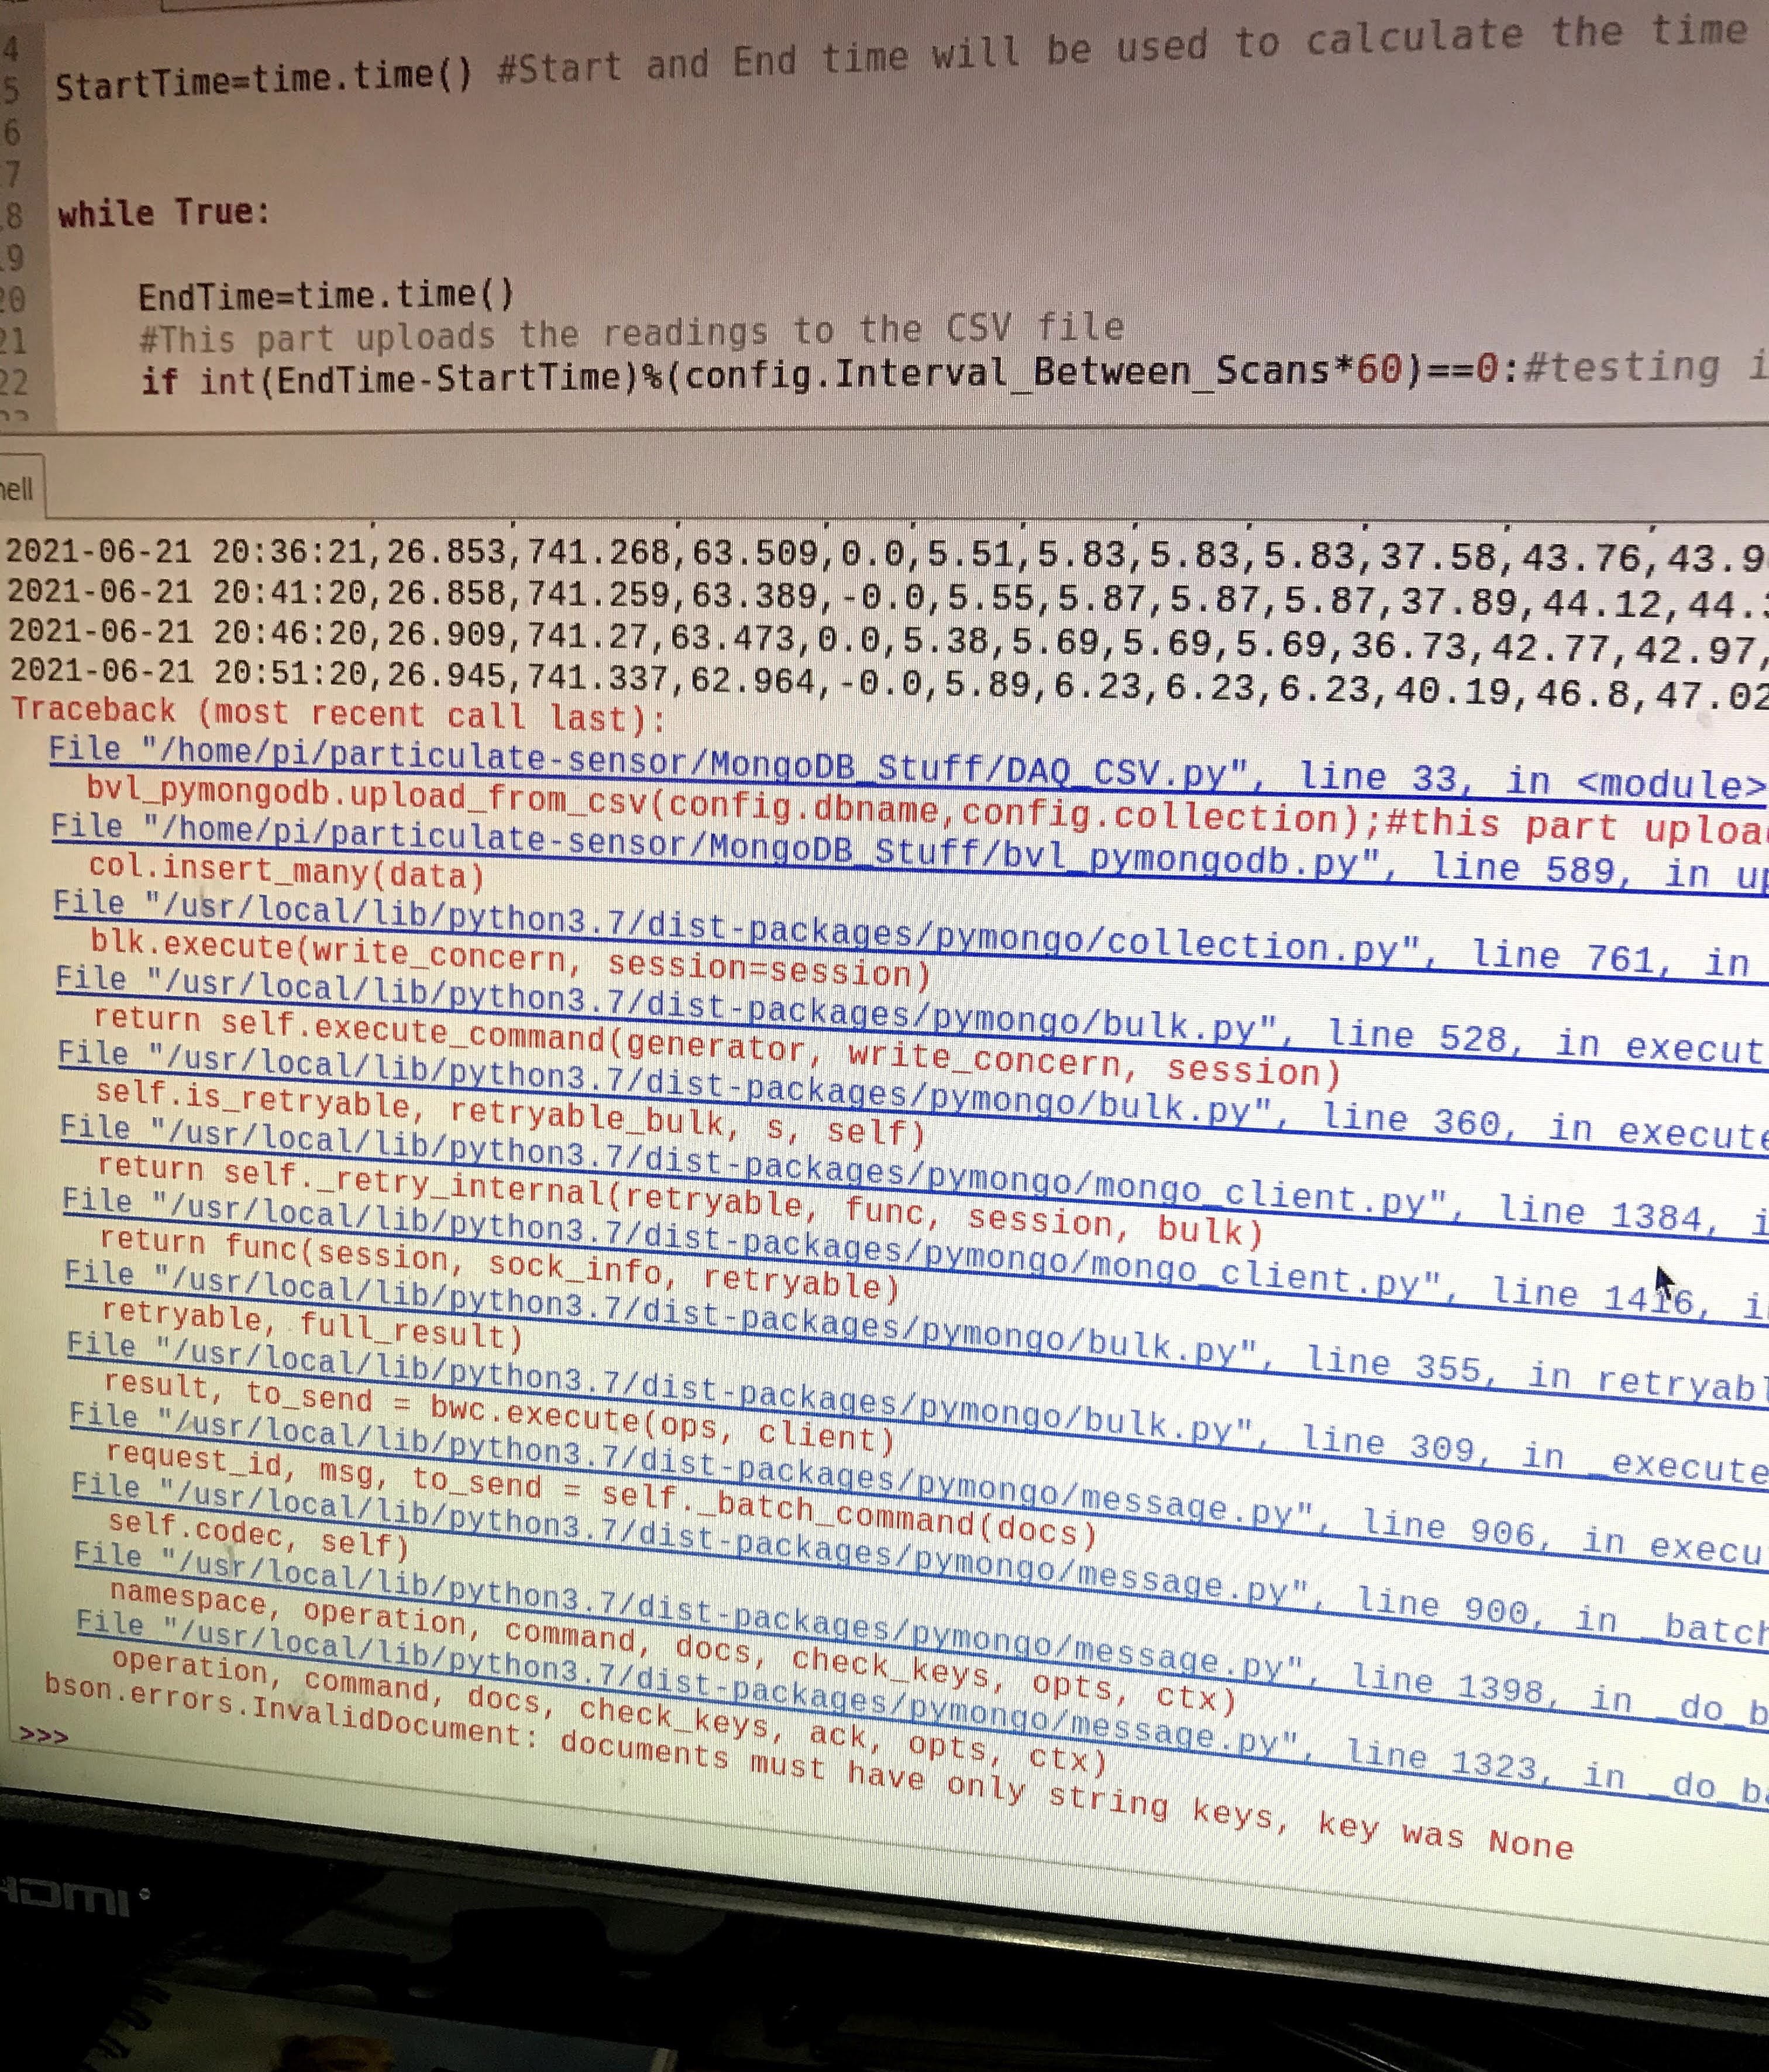 4
5 StartTime=time.time() #Start and End time will be used to calculate the time
6
7
8 while True:
9
20 EndTime=time.time()
21 #This part uploads the readings to the CSV file
22 if int(EndTime-StartTime)%(config.Interval_Between_Scans*60)==0:#testing i
hell
2021-06-21 20:36:21,26.853,741.268,63.509,0.0,5.51,5.83,5.83,5.83,37.58,43.76,43.9
2021-06-21 20:41:20,26.858,741.259,63.389,-0.0,5.55,5.87,5.87,5.87,37.89,44.12,44.
2021-06-21 20:46:20,26.909,741.27,63.473,0.0,5.38,5.69,5.69,5.69,36.73,42.77,42.97,
2021-06-21 20:51:20,26.945,741.337,62.964,-0.0,5.89,6.23,6.23,6.23,40.19,46.8,47.02
Traceback (most recent call last):
File "/home/pi/particulate-sensor/MongoDB_Stuff/DAQ_CSV.py", line 33, in <module>
bvl_pymongodb.upload_from_csv(config.dbname,config.collection);#this part uploa
File "/home/pi/particulate-sensor/MongoDB_Stuff/bvl_pymongodb.py", line 589, in up
col.insert_many(data)
File "/usr/local/lib/python3.7/dist-packages/pymongo/collection.py", line 761, in
blk.execute(write_concern, session=session)
File "/usr/local/lib/python3.7/dist-packages/pymongo/bulk.py", line 528, in execut
return self.execute_command(generator, write_concern, session)
File "/usr/local/lib/python3.7/dist-packages/pymongo/bulk.py", line 360, in execute
self.is_retryable, retryable_bulk, s, self)
File "/usr/local/lib/python3.7/dist-packages/pymongo/mongo_client.py", line 1384, i
return self._retry_internal(retryable, func, session, bulk)
File "/usr/local/lib/python3.7/dist-packages/pymongo/mongo_client.py", line 1416, i
return func(session, sock_info, retryable)
File "/usr/local/lib/python3.7/dist-packages/pymongo/bulk.py", line 355, in retryabl
retryable, full_result)
File "/usr/local/lib/python3.7/dist-packages/pymongo/bulk.py", line 309, in _execute
result, to_send = bwc.execute(ops, client)
File "/usr/local/lib/python3.7/dist-packages/pymongo/message.py", line 906, in execu
request_id, msg, to_send = self._batch_command(docs)
File "/usr/local/lib/python3.7/dist-packages/pymongo/message.py", line 900, in _batch
self.codec, self)
File "/usr/local/lib/python3.7/dist-packages/pymongo/message.py", line 1398, in _do_b
namespace, operation, command, docs, check_keys, opts, ctx)
File "/usr/local/lib/python3.7/dist-packages/pymongo/message.py", line 1323, in _do_ba
operation, command, docs, check_keys, ack, opts, ctx)
bson.errors.InvalidDocument: documents must have only string keys, key was None
>>>
HDMI